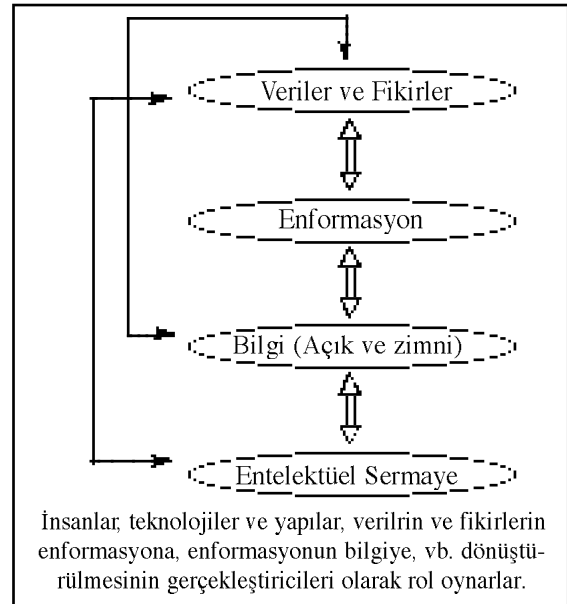 Veriler ve Fikirler
Enformasyon
Bilgi (Açık ve zimni)
Entelektüel Sermaye
İnsanlar, teknolojiler ve yapılar, verilrin ve fikirlerin
enformasyona, enformasyonun bilgiye, vb. dönüştü-
rülmesinin gerçekleştiricileri olarak rol oynarlar.